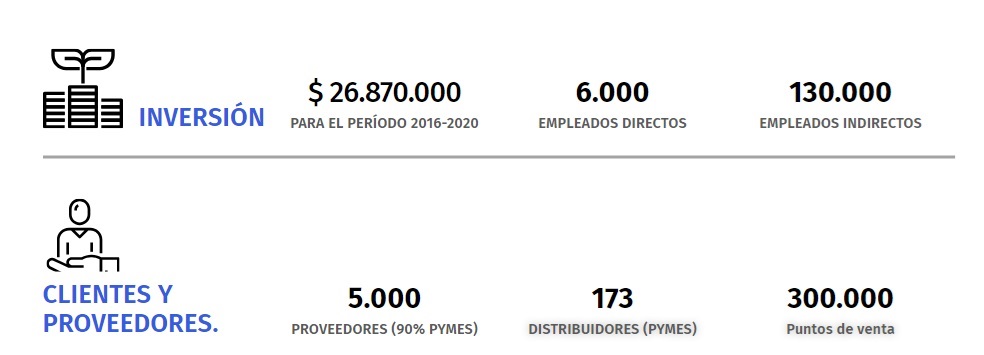 INVERSIÓN
$ 26.870.000
PARA EL PERÍODO 2016-2020
6.000
EMPLEADOS DIRECTOS
130.000
EMPLEADOS INDIRECTOS
CLIENTES Y
PROVEEDORES.
5.000
PROVEEDORES (90% PYMES)
173
DISTRIBUIDORES (PYMES)
300.000
Puntos de venta